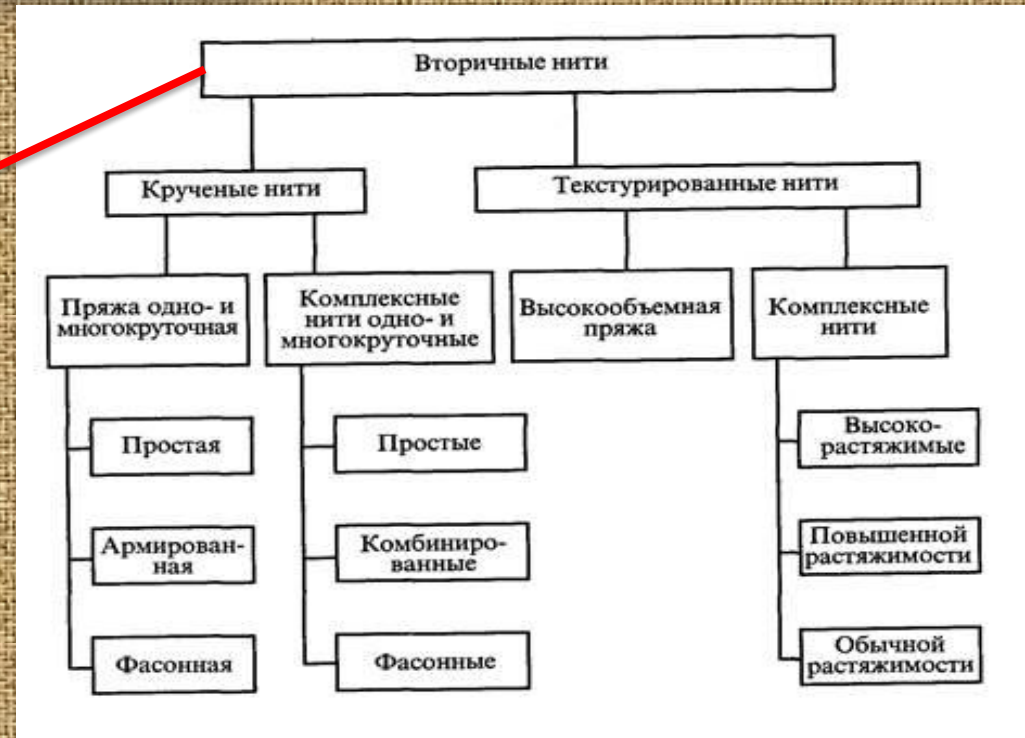 Вторичные нити
Крученые нити
Текстурированные нити
Пряжа одно- и
многокруточная
Комплексные
нити одно- и
многокруточные
Высокообъемная
пряжа
Комплексные
нити
Простая
Простые
Высоко-
растяжимые
Армирован-
ная
Комбиниро-
ванные
Повышенной
растяжимости
Фасонная
Фасонные
Обычной
растяжимости